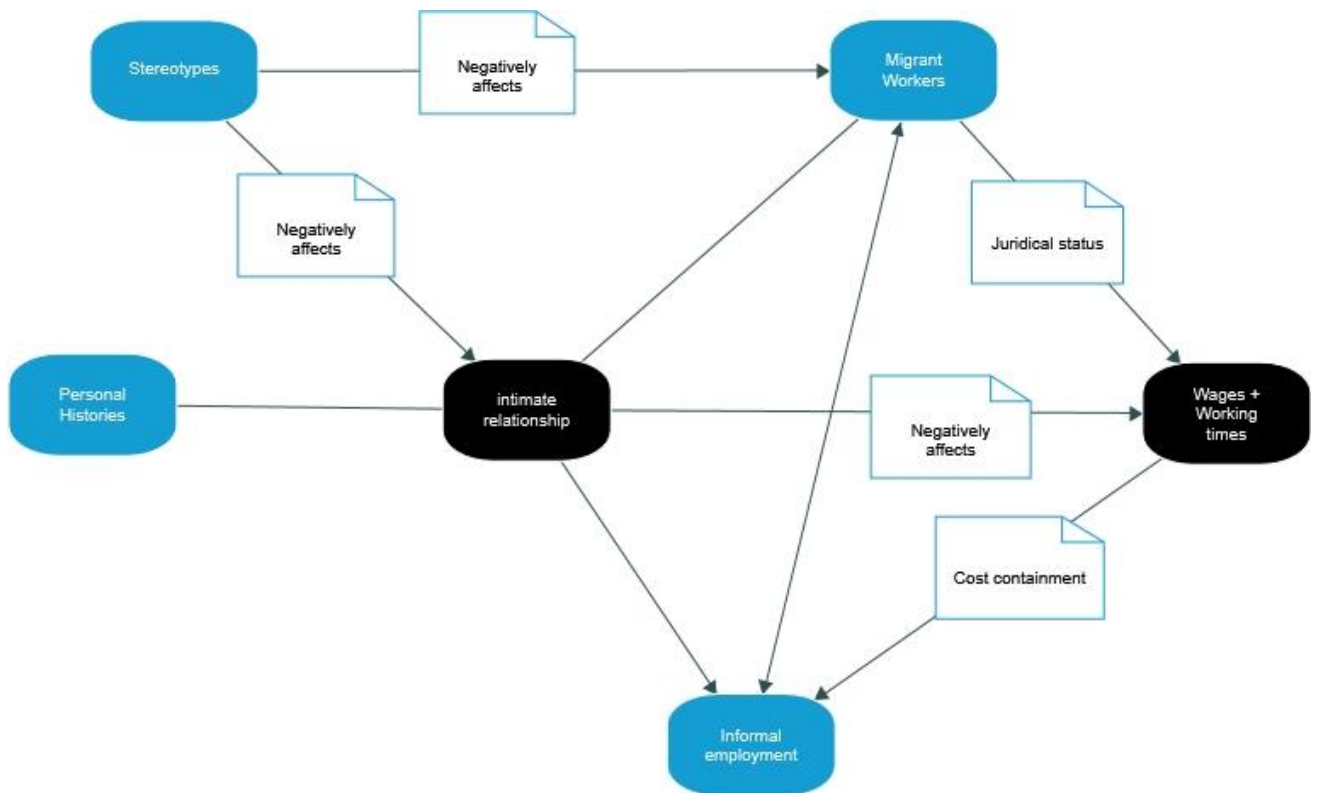 Stereotypes
Negatively
affects
Migrant
Workers
Negatively
affects
Juridical status
Personal
Histories
intimate
relationship
Negatively
affects
Wages +
Working
times
Cost containment
Informal
employment